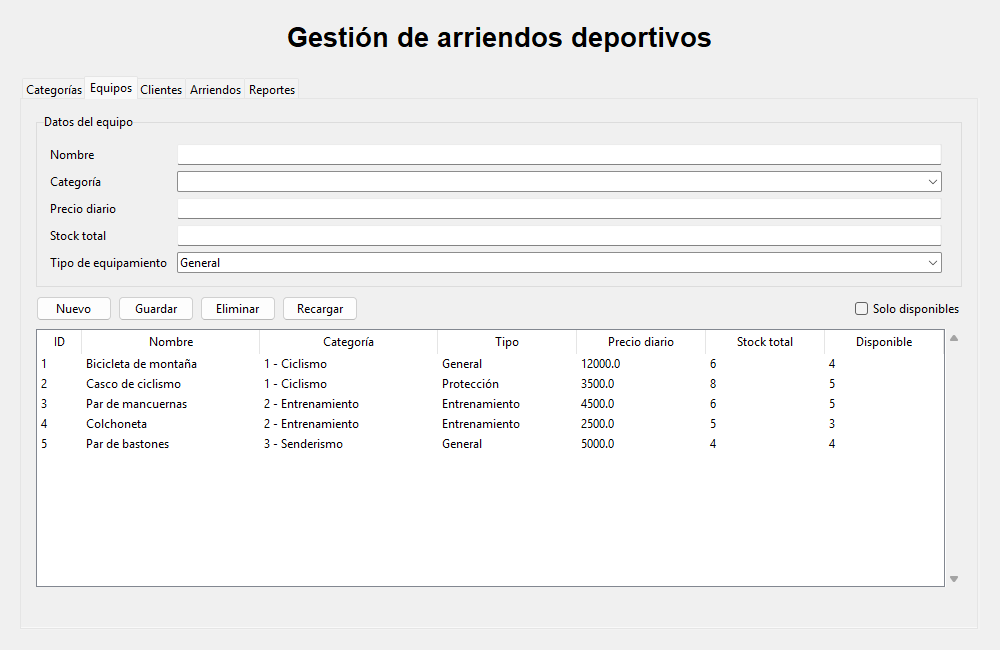 Gestión de arriendos deportivos
Categorías Equipos Clientes Arriendos Reportes
Datos del equipo
Nombre
Categoría
Precio diario
Stock total
Tipo de equipamiento General
Nuevo Guardar Eliminar Recargar Solo disponibles
ID Nombre Categoría Tipo Precio diario Stock total Disponible
1 Bicicleta de montaña 1 - Ciclismo General 12000.0 6 4
2 Casco de ciclismo 1 - Ciclismo Protección 3500.0 8 5
3 Par de mancuernas 2 - Entrenamiento Entrenamiento 4500.0 6 5
4 Colchoneta 2 - Entrenamiento Entrenamiento 2500.0 5 3
5 Par de bastones 3 - Senderismo General 5000.0 4 4